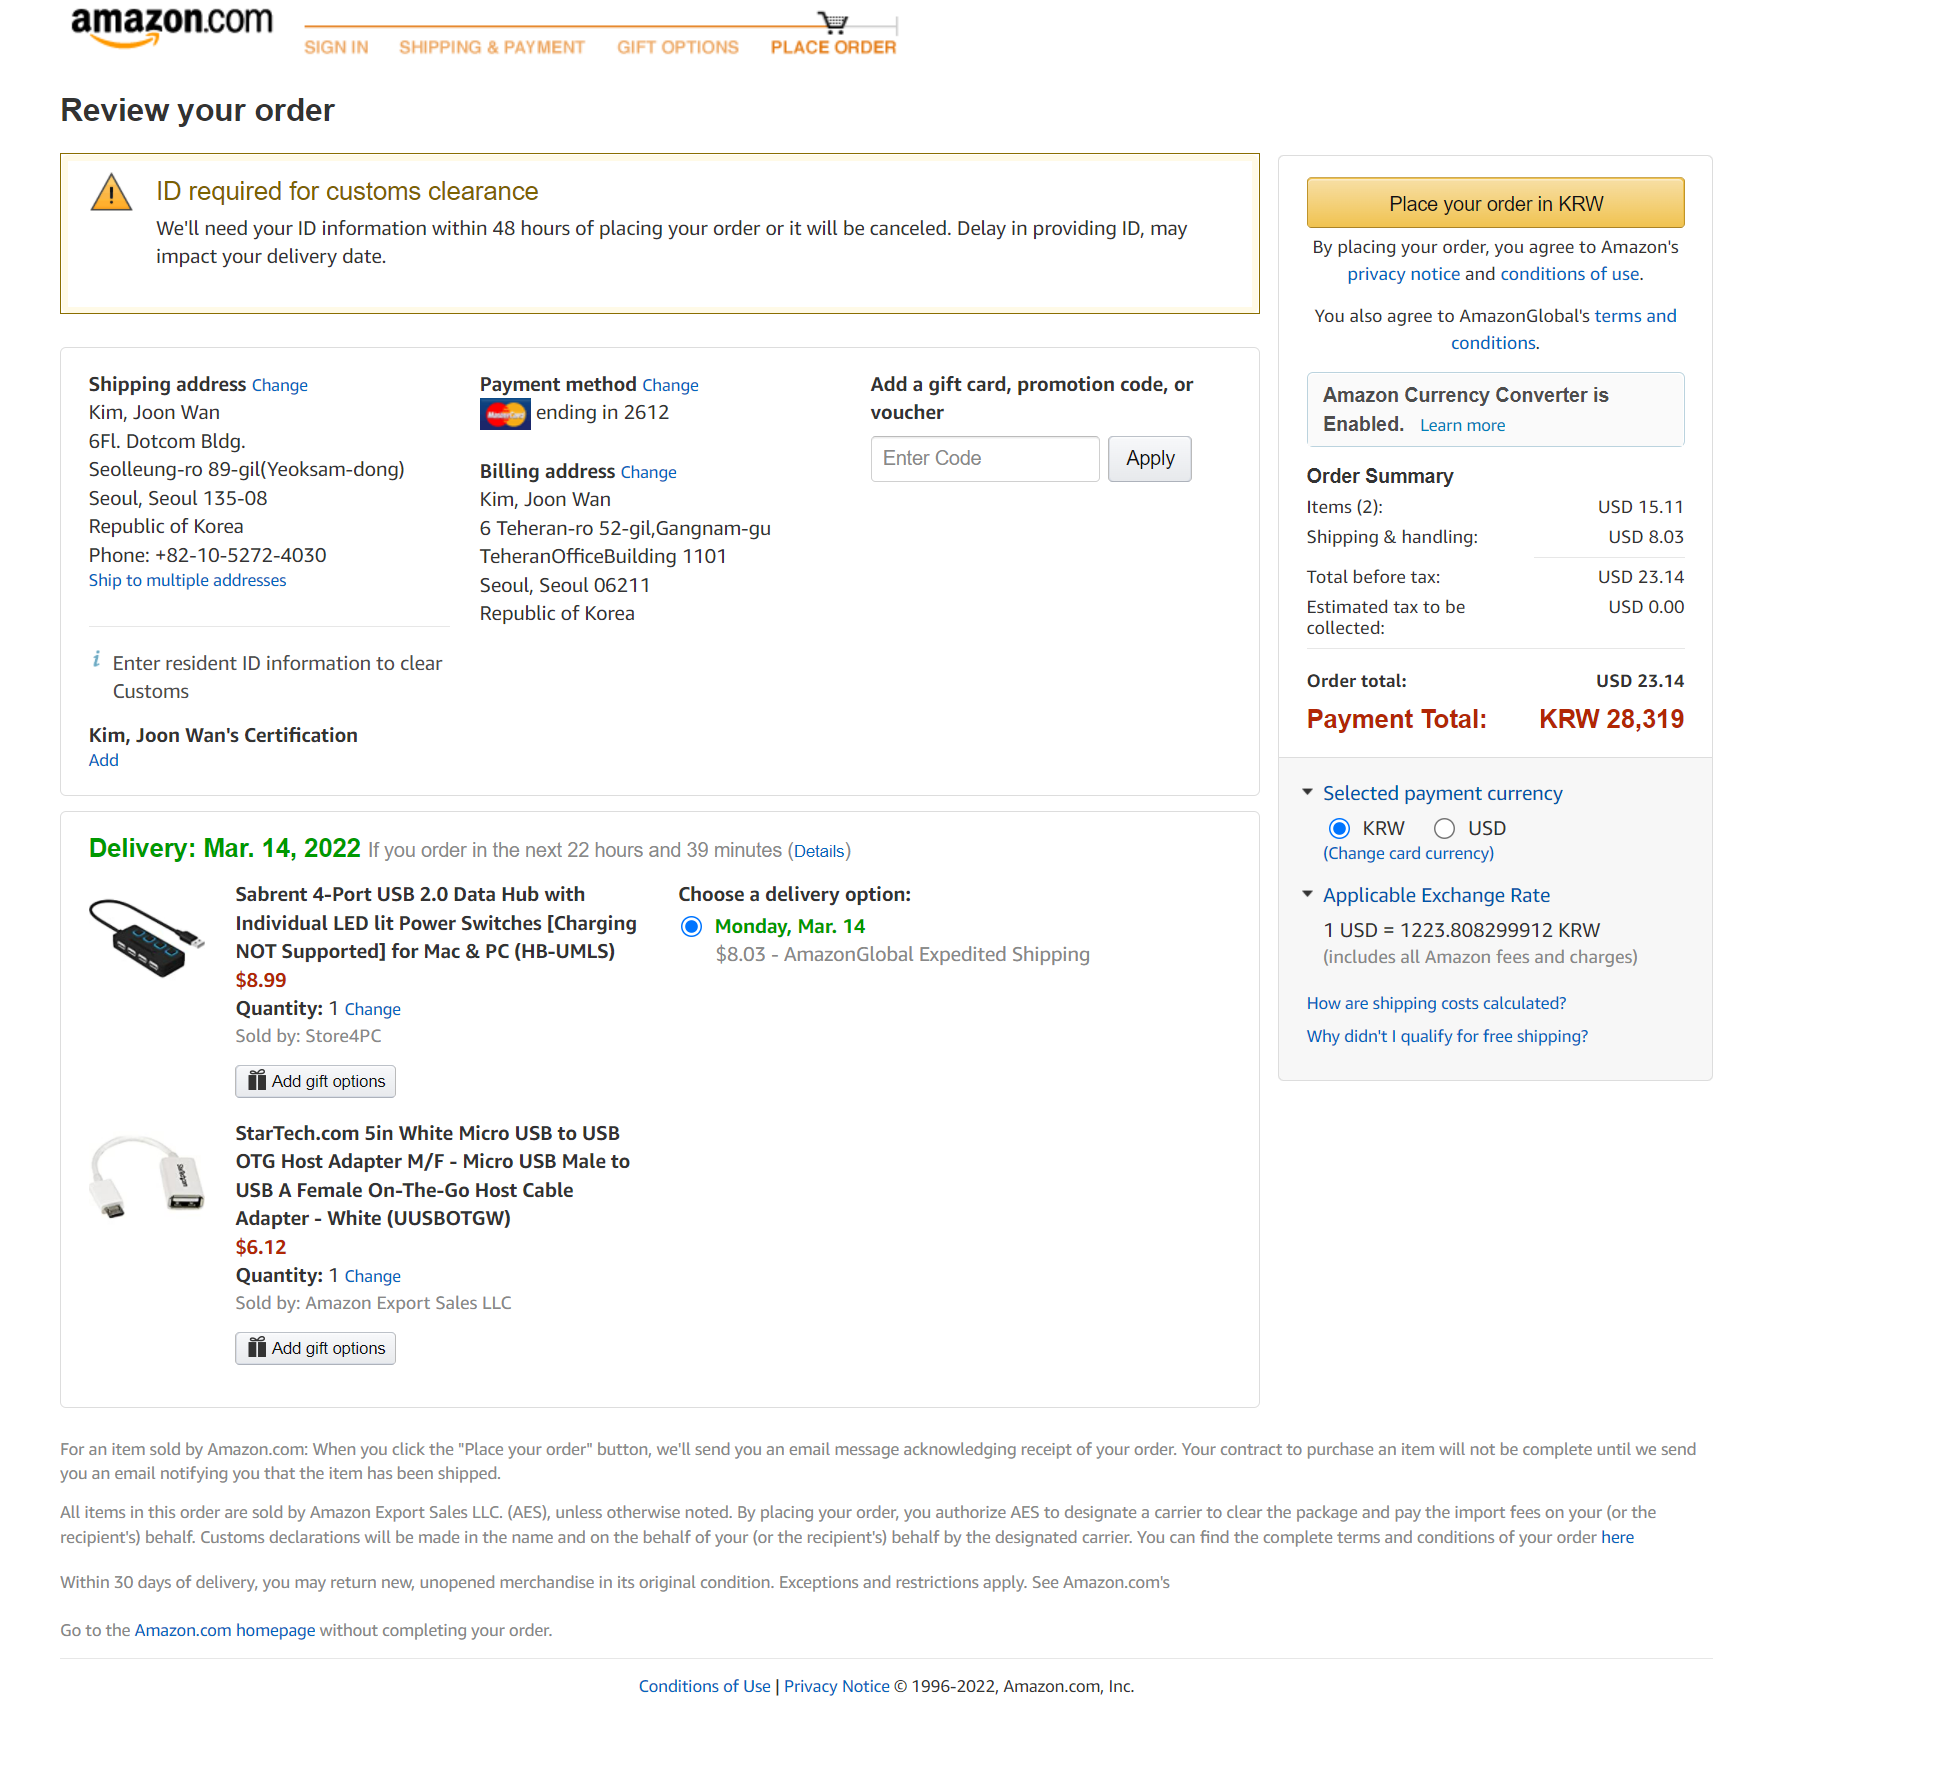 amazon.com
SIGN IN SHIPPING & PAYMENT GIFT OPTIONS PLACE ORDER
Review your order
ID required for customs clearance
We'll need your ID information within 48 hours of placing your order or it will be canceled. Delay in providing ID, may
impact your delivery date.
Shipping address Change
Kim, Joon Wan
6Fl. Dotcom Bldg.
Seolleung-ro 89-gil(Yeoksam-dong)
Seoul, Seoul 135-08
Republic of Korea
Phone: +82-10-5272-4030
Ship to multiple addresses
Enter resident ID information to clear
Customs
Kim, Joon Wan's Certification
Add
Payment method Change
MasterCard ending in 2612
Billing address Change
Kim, Joon Wan
6 Teheran-ro 52-gil,Gangnam-gu
TeheranOfficeBuilding 1101
Seoul, Seoul 06211
Republic of Korea
Add a gift card, promotion code, or
voucher
Enter Code Apply
Delivery: Mar. 14, 2022 If you order in the next 22 hours and 39 minutes (Details)
Sabrent 4-Port USB 2.0 Data Hub with
Individual LED lit Power Switches [Charging
NOT Supported] for Mac & PC (HB-UMLS)
$8.99
Quantity: 1 Change
Sold by: Store4PC
Add gift options
StarTech.com 5in White Micro USB to USB
OTG Host Adapter M/F - Micro USB Male to
USB A Female On-The-Go Host Cable
Adapter - White (UUSBOTGW)
$6.12
Quantity: 1 Change
Sold by: Amazon Export Sales LLC
Add gift options
Choose a delivery option:
Monday, Mar. 14
$8.03 - AmazonGlobal Expedited Shipping
Place your order in KRW
By placing your order, you agree to Amazon's
privacy notice and conditions of use.
You also agree to AmazonGlobal's terms and
conditions.
Amazon Currency Converter is
Enabled. Learn more
Order Summary
Items (2): USD 15.11
Shipping & handling: USD 8.03
Total before tax: USD 23.14
Estimated tax to be USD 0.00
collected:
Order total: USD 23.14
Payment Total: KRW 28,319
Selected payment currency
KRW USD
(Change card currency)
Applicable Exchange Rate
1 USD = 1223.808299912 KRW
(includes all Amazon fees and charges)
How are shipping costs calculated?
Why didn't I qualify for free shipping?
For an item sold by Amazon.com: When you click the "Place your order" button, we'll send you an email message acknowledging receipt of your order. Your contract to purchase an item will not be complete until we send
you an email notifying you that the item has been shipped.
All items in this order are sold by Amazon Export Sales LLC. (AES), unless otherwise noted. By placing your order, you authorize AES to designate a carrier to clear the package and pay the import fees on your (or the
recipient's) behalf. Customs declarations will be made in the name and on the behalf of your (or the recipient's) behalf by the designated carrier. You can find the complete terms and conditions of your order here
Within 30 days of delivery, you may return new, unopened merchandise in its original condition. Exceptions and restrictions apply. See Amazon.com's
Go to the Amazon.com homepage without completing your order.
Conditions of Use | Privacy Notice © 1996-2022, Amazon.com, Inc.